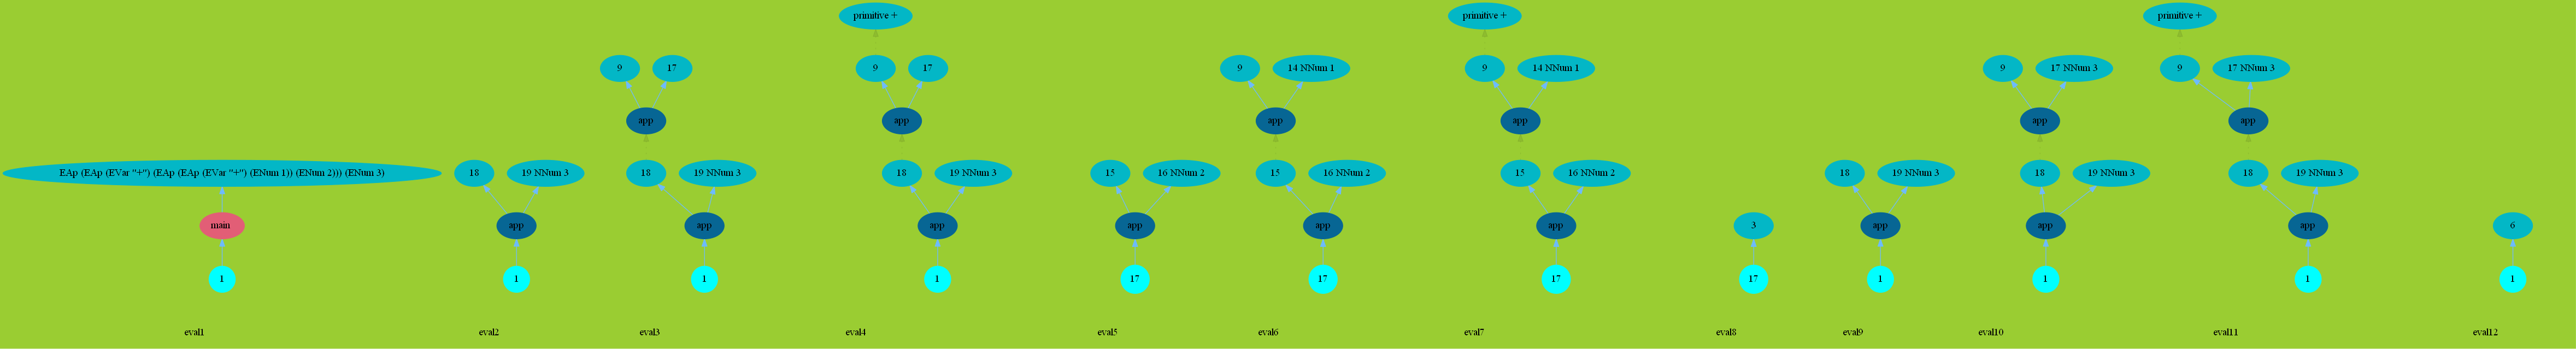 primitive +
primitive +
primitive +
9 17
9 17
9 14 NNum 1
9 14 NNum 1
9 17 NNum 3
9 17 NNum 3
app
app
app
app
app
app
EAp (EAp (EVar "+") (EAp (EAp (EVar "+") (ENum 1)) (ENum 2))) (ENum 3)
18 19 NNum 3
18 19 NNum 3
18 19 NNum 3
15 16 NNum 2
15 16 NNum 2
15 16 NNum 2
18 19 NNum 3
18 19 NNum 3
18 19 NNum 3
main
app
app
app
app
app
app
3
app
app
app
6
1
1
1
1
17
17
17
17
1
1
1
1
eval1
eval2
eval3
eval4
eval5
eval6
eval7
eval8
eval9
eval10
eval11
eval12